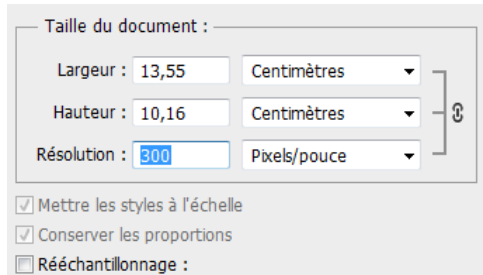 Taille du document :
Largeur : 13,55 Centimètres
Hauteur : 10,16 Centimètres
Résolution : 300 Pixels/pouce
Mettre les styles à l'échelle
Conserver les proportions
Rééchantillonnage :